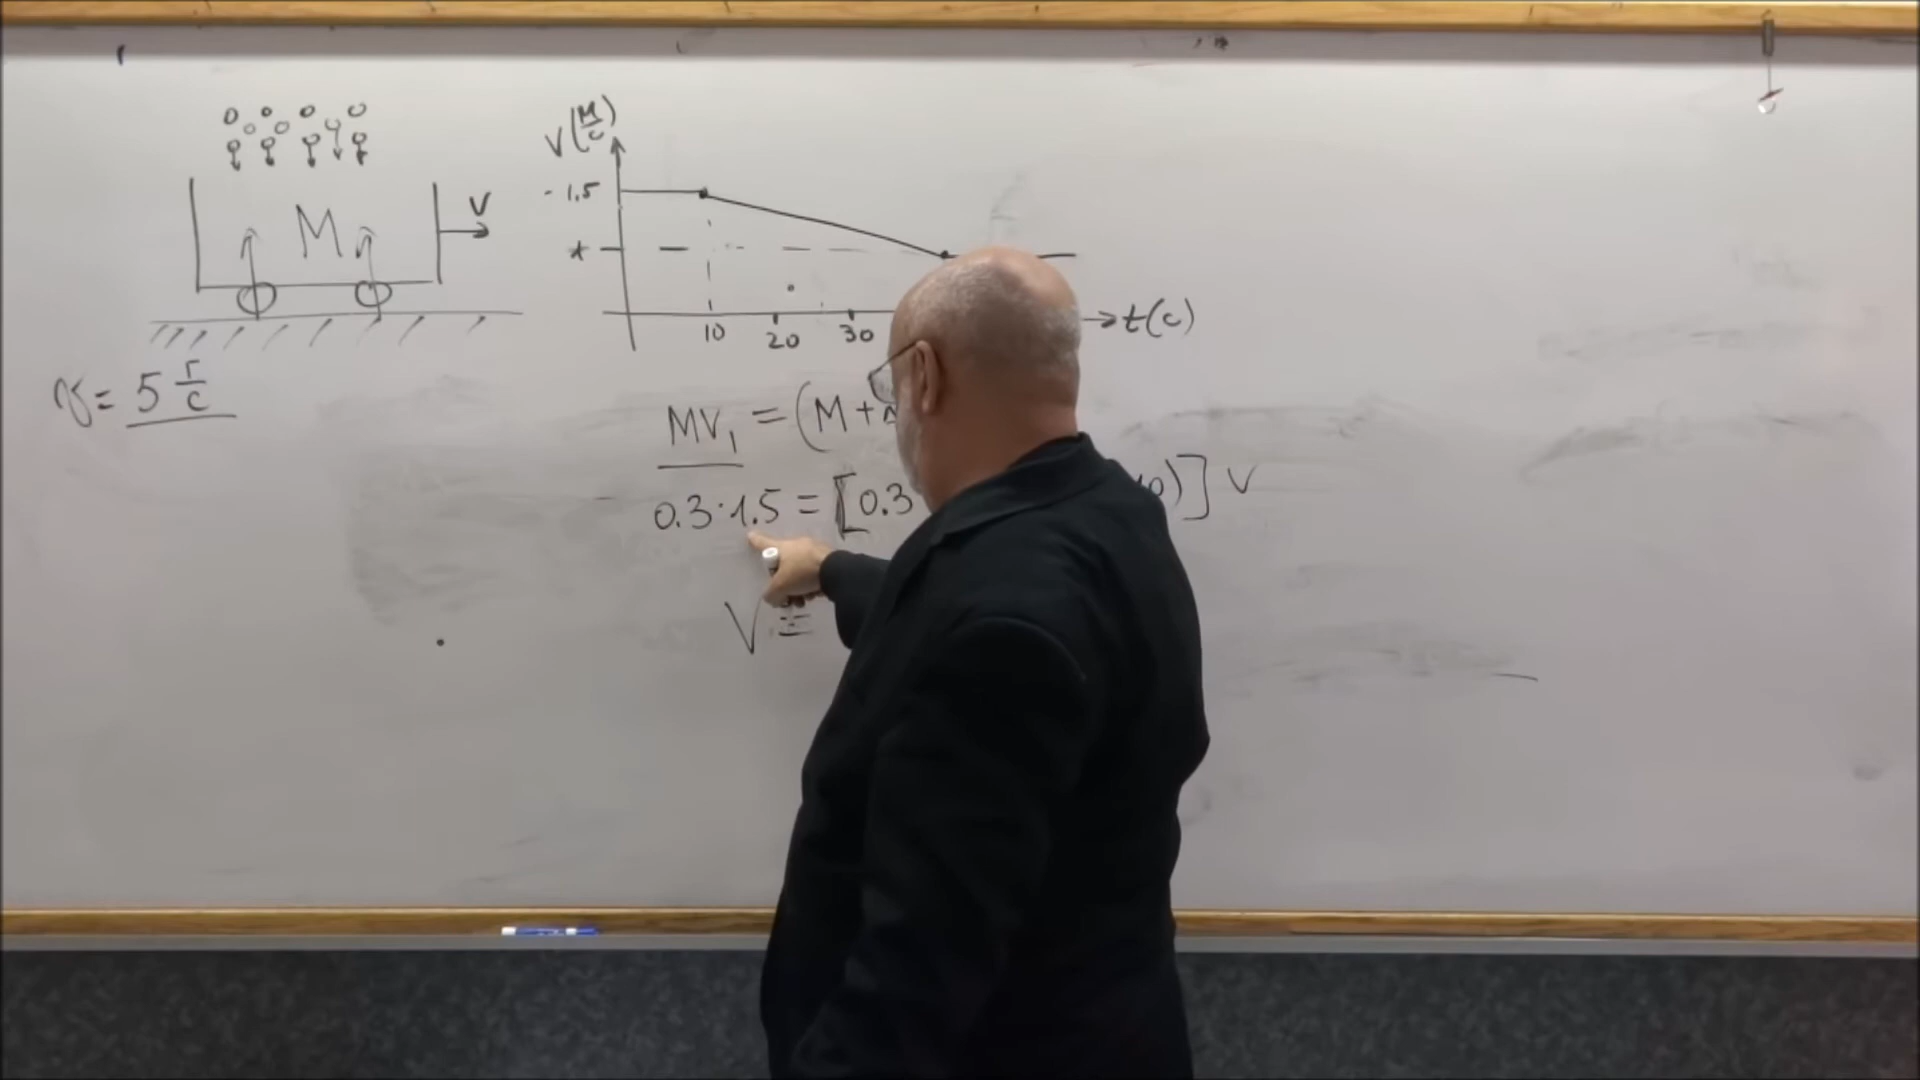 V(м/с)
1,5
M
V
*
10 20 30
t(c)
v = 5 г/с
MV₁ = (M +
0.3·1.5 = [0.3 )] V
V =